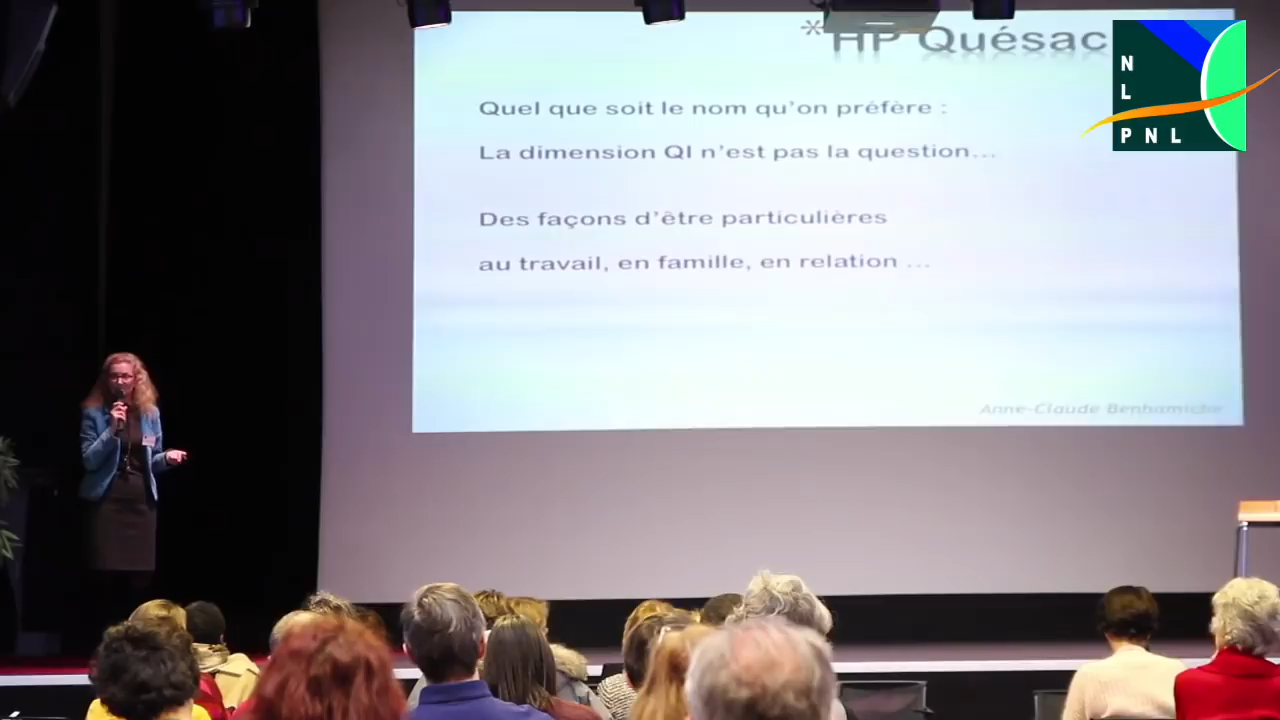 *HP Quésac
Quel que soit le nom qu'on préfère :
La dimension QI n'est pas la question...
Des façons d'être particulières
au travail, en famille, en relation ...
Anne-Claude Benhamiche
N
L
PNL